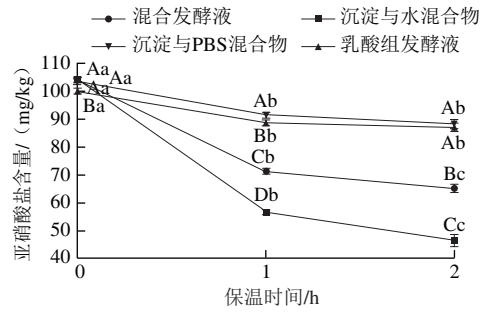 混合发酵液 沉淀与水混合物
沉淀与PBS混合物 乳酸组发酵液
亚硝酸盐含量/（mg/kg）
110
100
90
80
70
60
50
40
Aa
Aa
Aa
Ba
Ab
Bb
Cb
Db
Ab
Ab
Bc
Cc
0 1 2
保温时间/h